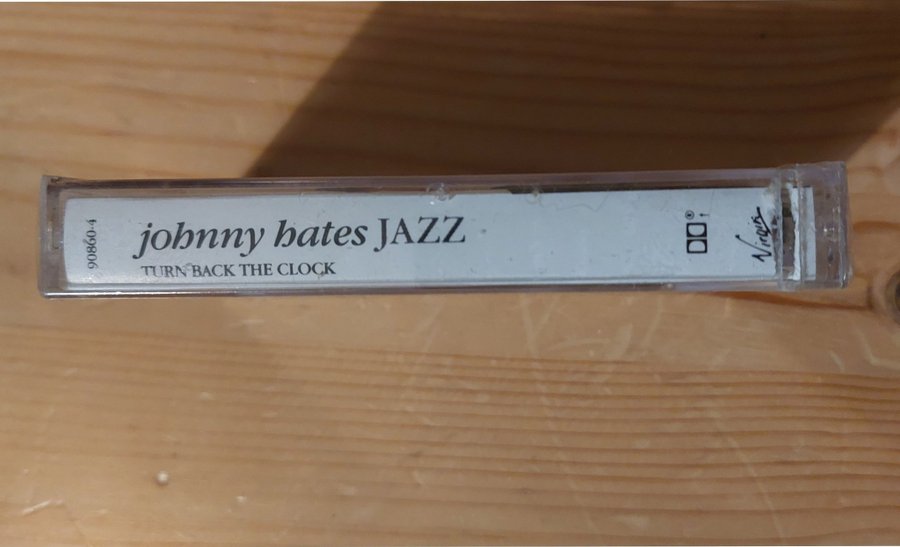 90860-4
johnny hates JAZZ
TURN BACK THE CLOCK
Virgin